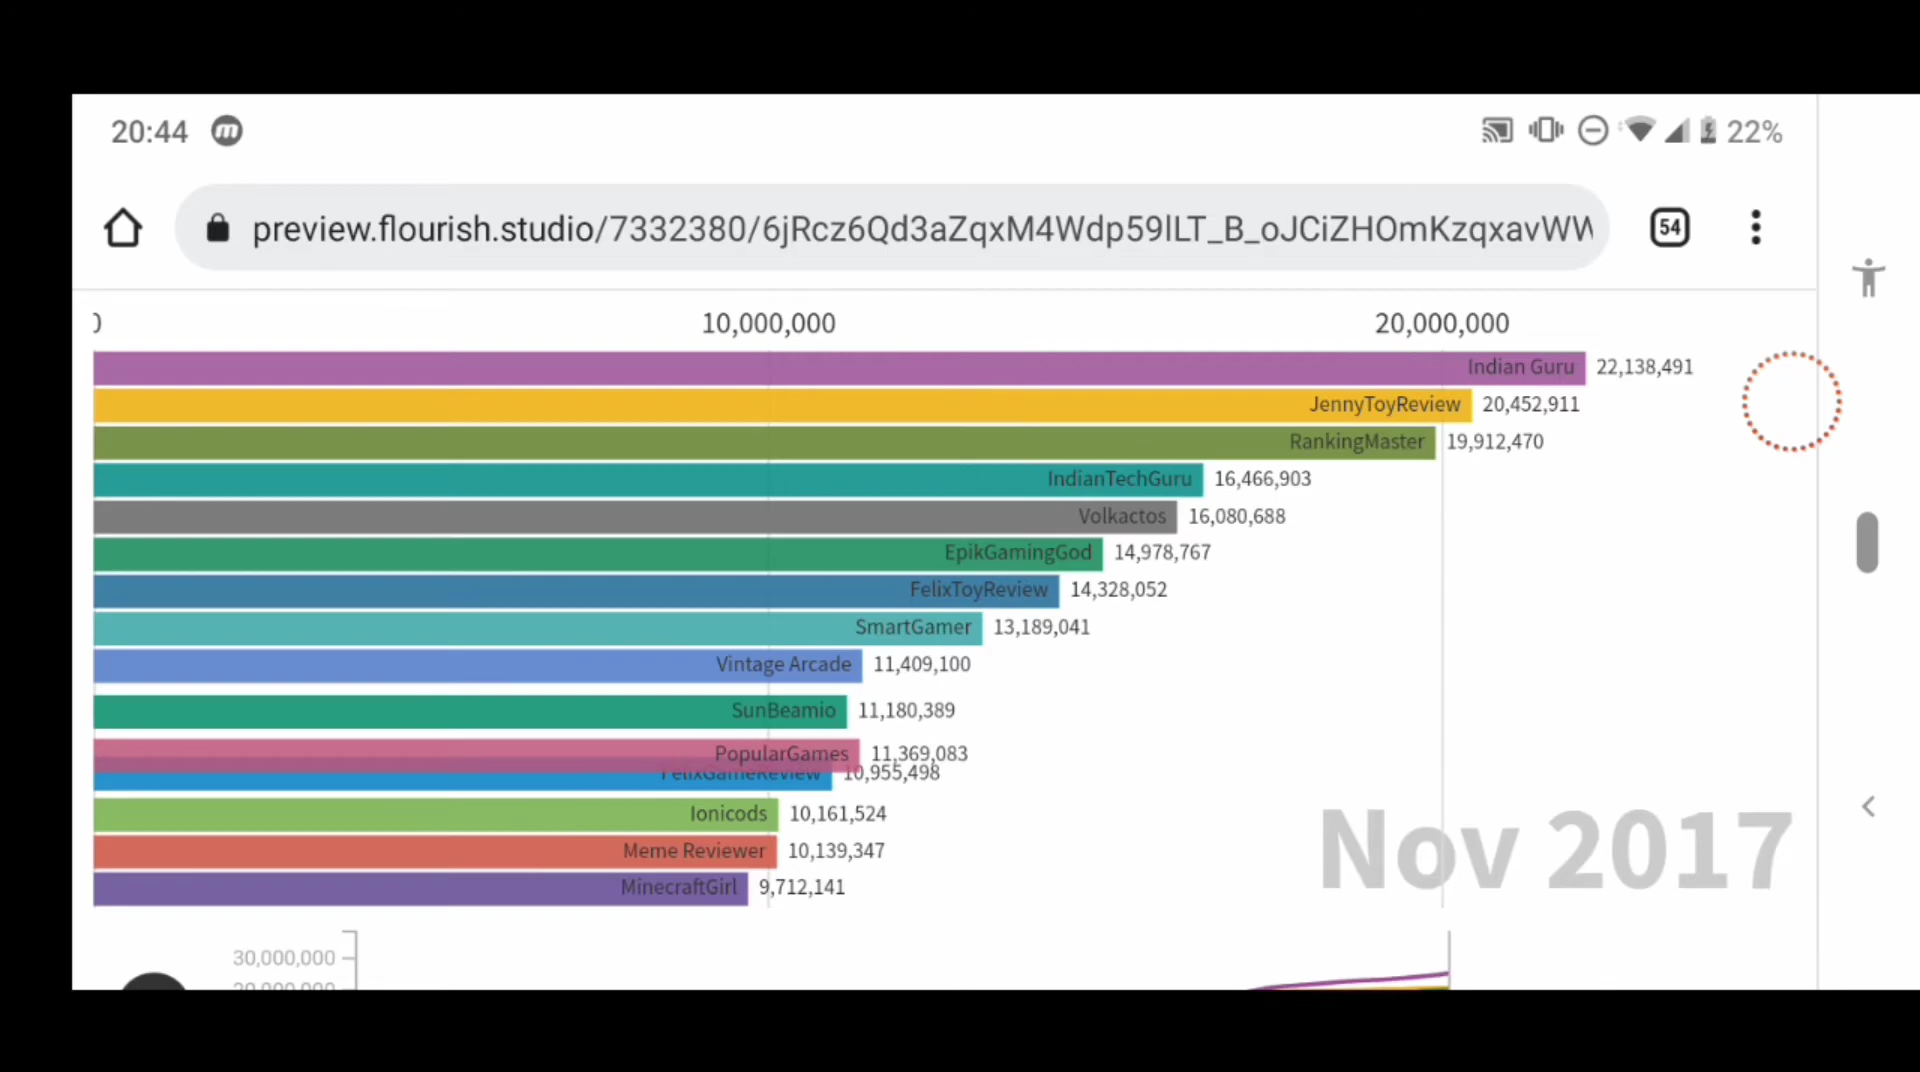 20:44
22%
preview.flourish.studio/7332380/6jRcz6Qd3aZqxM4Wdp59lLT_B_oJCiZHOmKzqxavWW
54
0 10,000,000 20,000,000
Indian Guru 22,138,491
JennyToyReview 20,452,911
RankingMaster 19,912,470
IndianTechGuru 16,466,903
Volkactos 16,080,688
EpikGamingGod 14,978,767
FelixToyReview 14,328,052
SmartGamer 13,189,041
Vintage Arcade 11,409,100
SunBeamio 11,180,389
PopularGames 11,369,083
FelixGameReview 10,955,498
Ionicods 10,161,524
Meme Reviewer 10,139,347
MinecraftGirl 9,712,141
Nov 2017
30,000,000